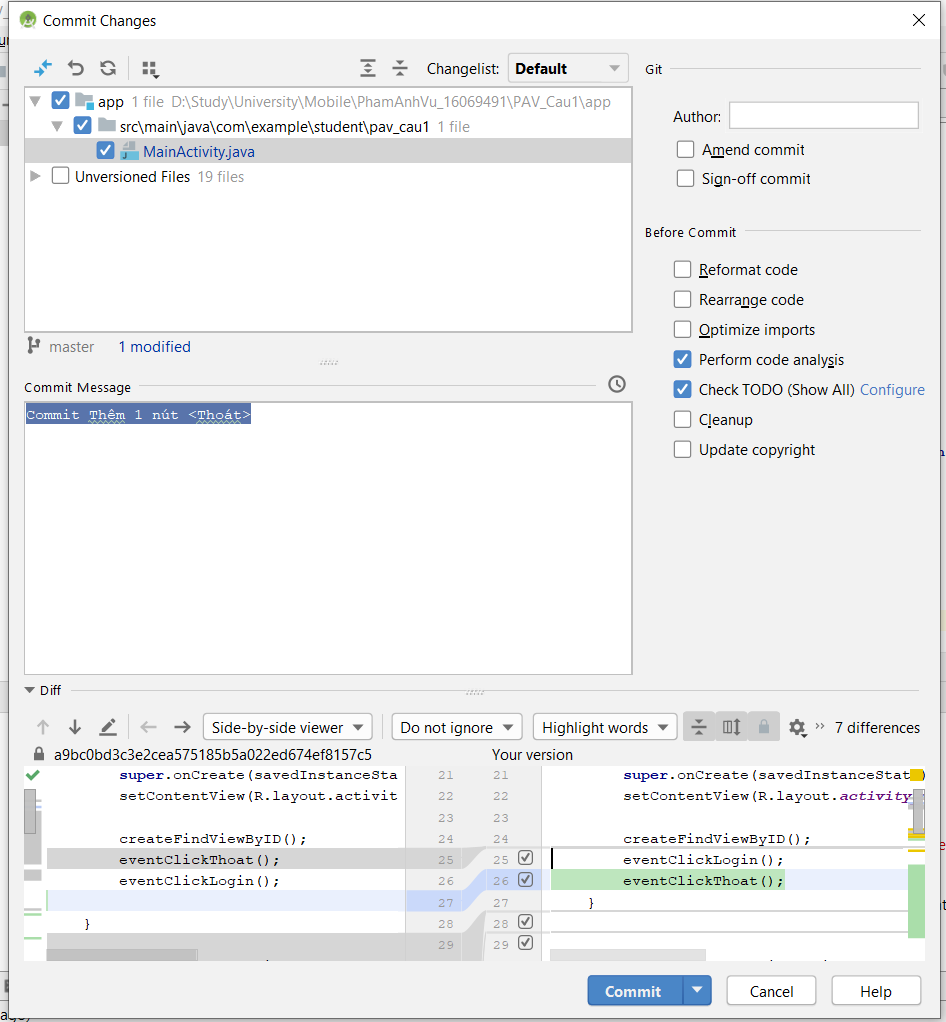 Commit Changes
Changelist: Default
app 1 file D:\Study\University\Mobile\PhamAnhVu_16069491\PAV_Cau1\app
src\main\java\com\example\student\pav_cau1 1 file
MainActivity.java
Unversioned Files 19 files
master 1 modified
Commit Message
Commit Thêm 1 nút <Thoát>
Git
Author:
Amend commit
Sign-off commit
Before Commit
Reformat code
Rearrange code
Optimize imports
Perform code analysis
Check TODO (Show All) Configure
Cleanup
Update copyright
Diff
Side-by-side viewer Do not ignore Highlight words 7 differences
a9bc0bd3c3e2cea575185b5a022ed674ef8157c5 Your version
super.onCreate(savedInstanceSta 21 21 super.onCreate(savedInstanceStat
setContentView(R.layout.activit 22 22 setContentView(R.layout.activity
23 23
createFindViewByID(); 24 24 createFindViewByID();
eventClickThoat(); 25 25 eventClickLogin();
eventClickLogin(); 26 26 eventClickThoat();
27 27 }
} 28 28
29 29
Commit Cancel Help